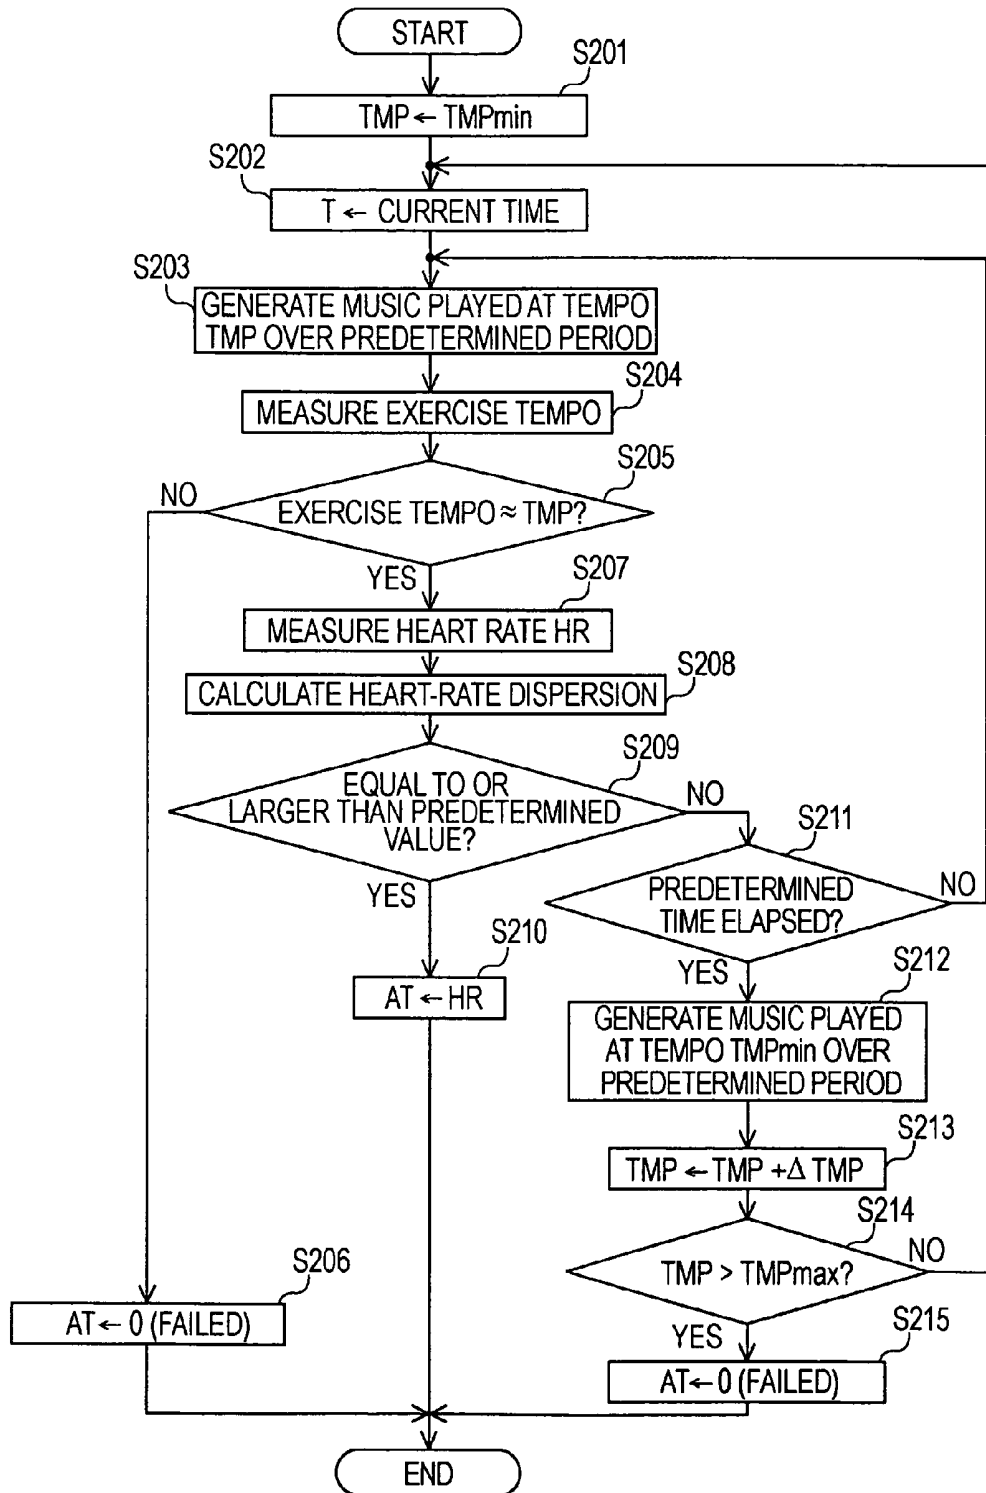 START
S201
TMP ← TMPmin
S202
T ← CURRENT TIME
S203
GENERATE MUSIC PLAYED AT TEMPO
TMP OVER PREDETERMINED PERIOD
S204
MEASURE EXERCISE TEMPO
S205
NO
EXERCISE TEMPO ≈ TMP?
YES
S207
MEASURE HEART RATE HR
S208
CALCULATE HEART-RATE DISPERSION
S209
EQUAL TO OR
LARGER THAN PREDETERMINED
VALUE?
NO
YES
S211
PREDETERMINED
TIME ELAPSED?
NO
YES
S210
AT ← HR
S212
GENERATE MUSIC PLAYED
AT TEMPO TMPmin OVER
PREDETERMINED PERIOD
S213
TMP ← TMP +Δ TMP
S214
TMP > TMPmax?
NO
YES
S206
AT ← 0 (FAILED)
S215
AT ← 0 (FAILED)
END